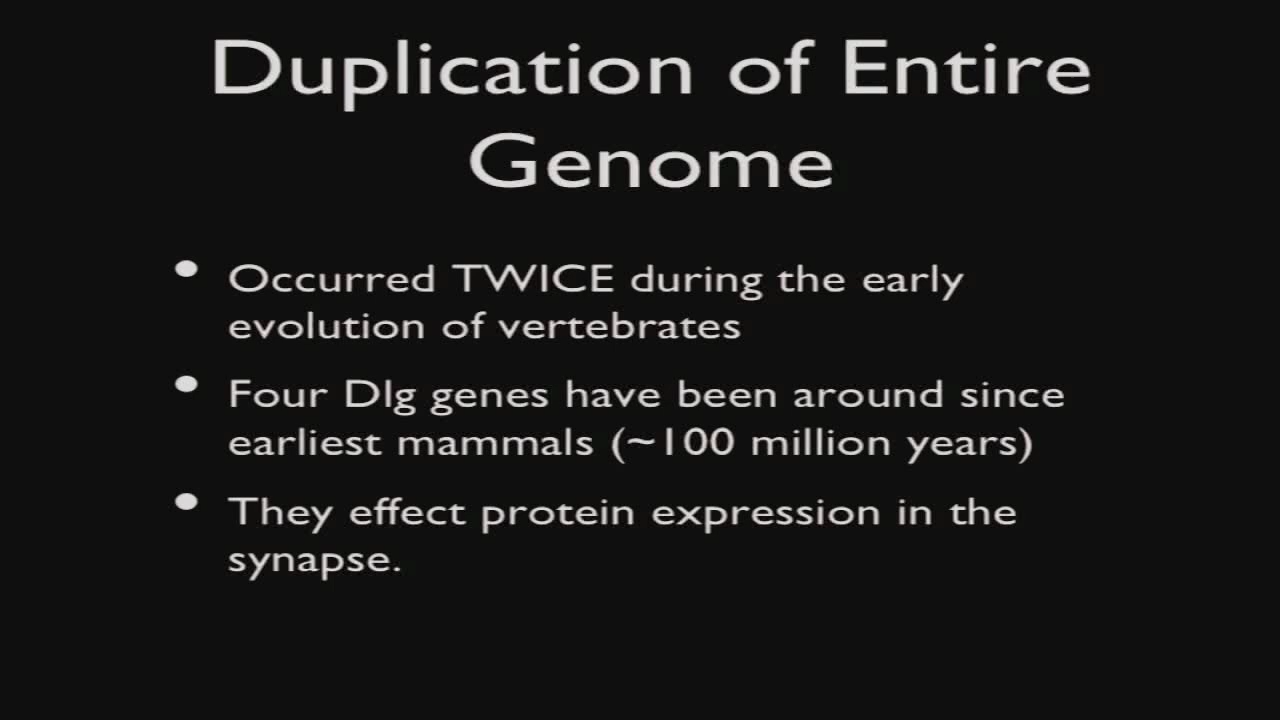 Duplication of Entire
Genome
• Occurred TWICE during the early
evolution of vertebrates
• Four Dlg genes have been around since
earliest mammals (~100 million years)
• They effect protein expression in the
synapse.